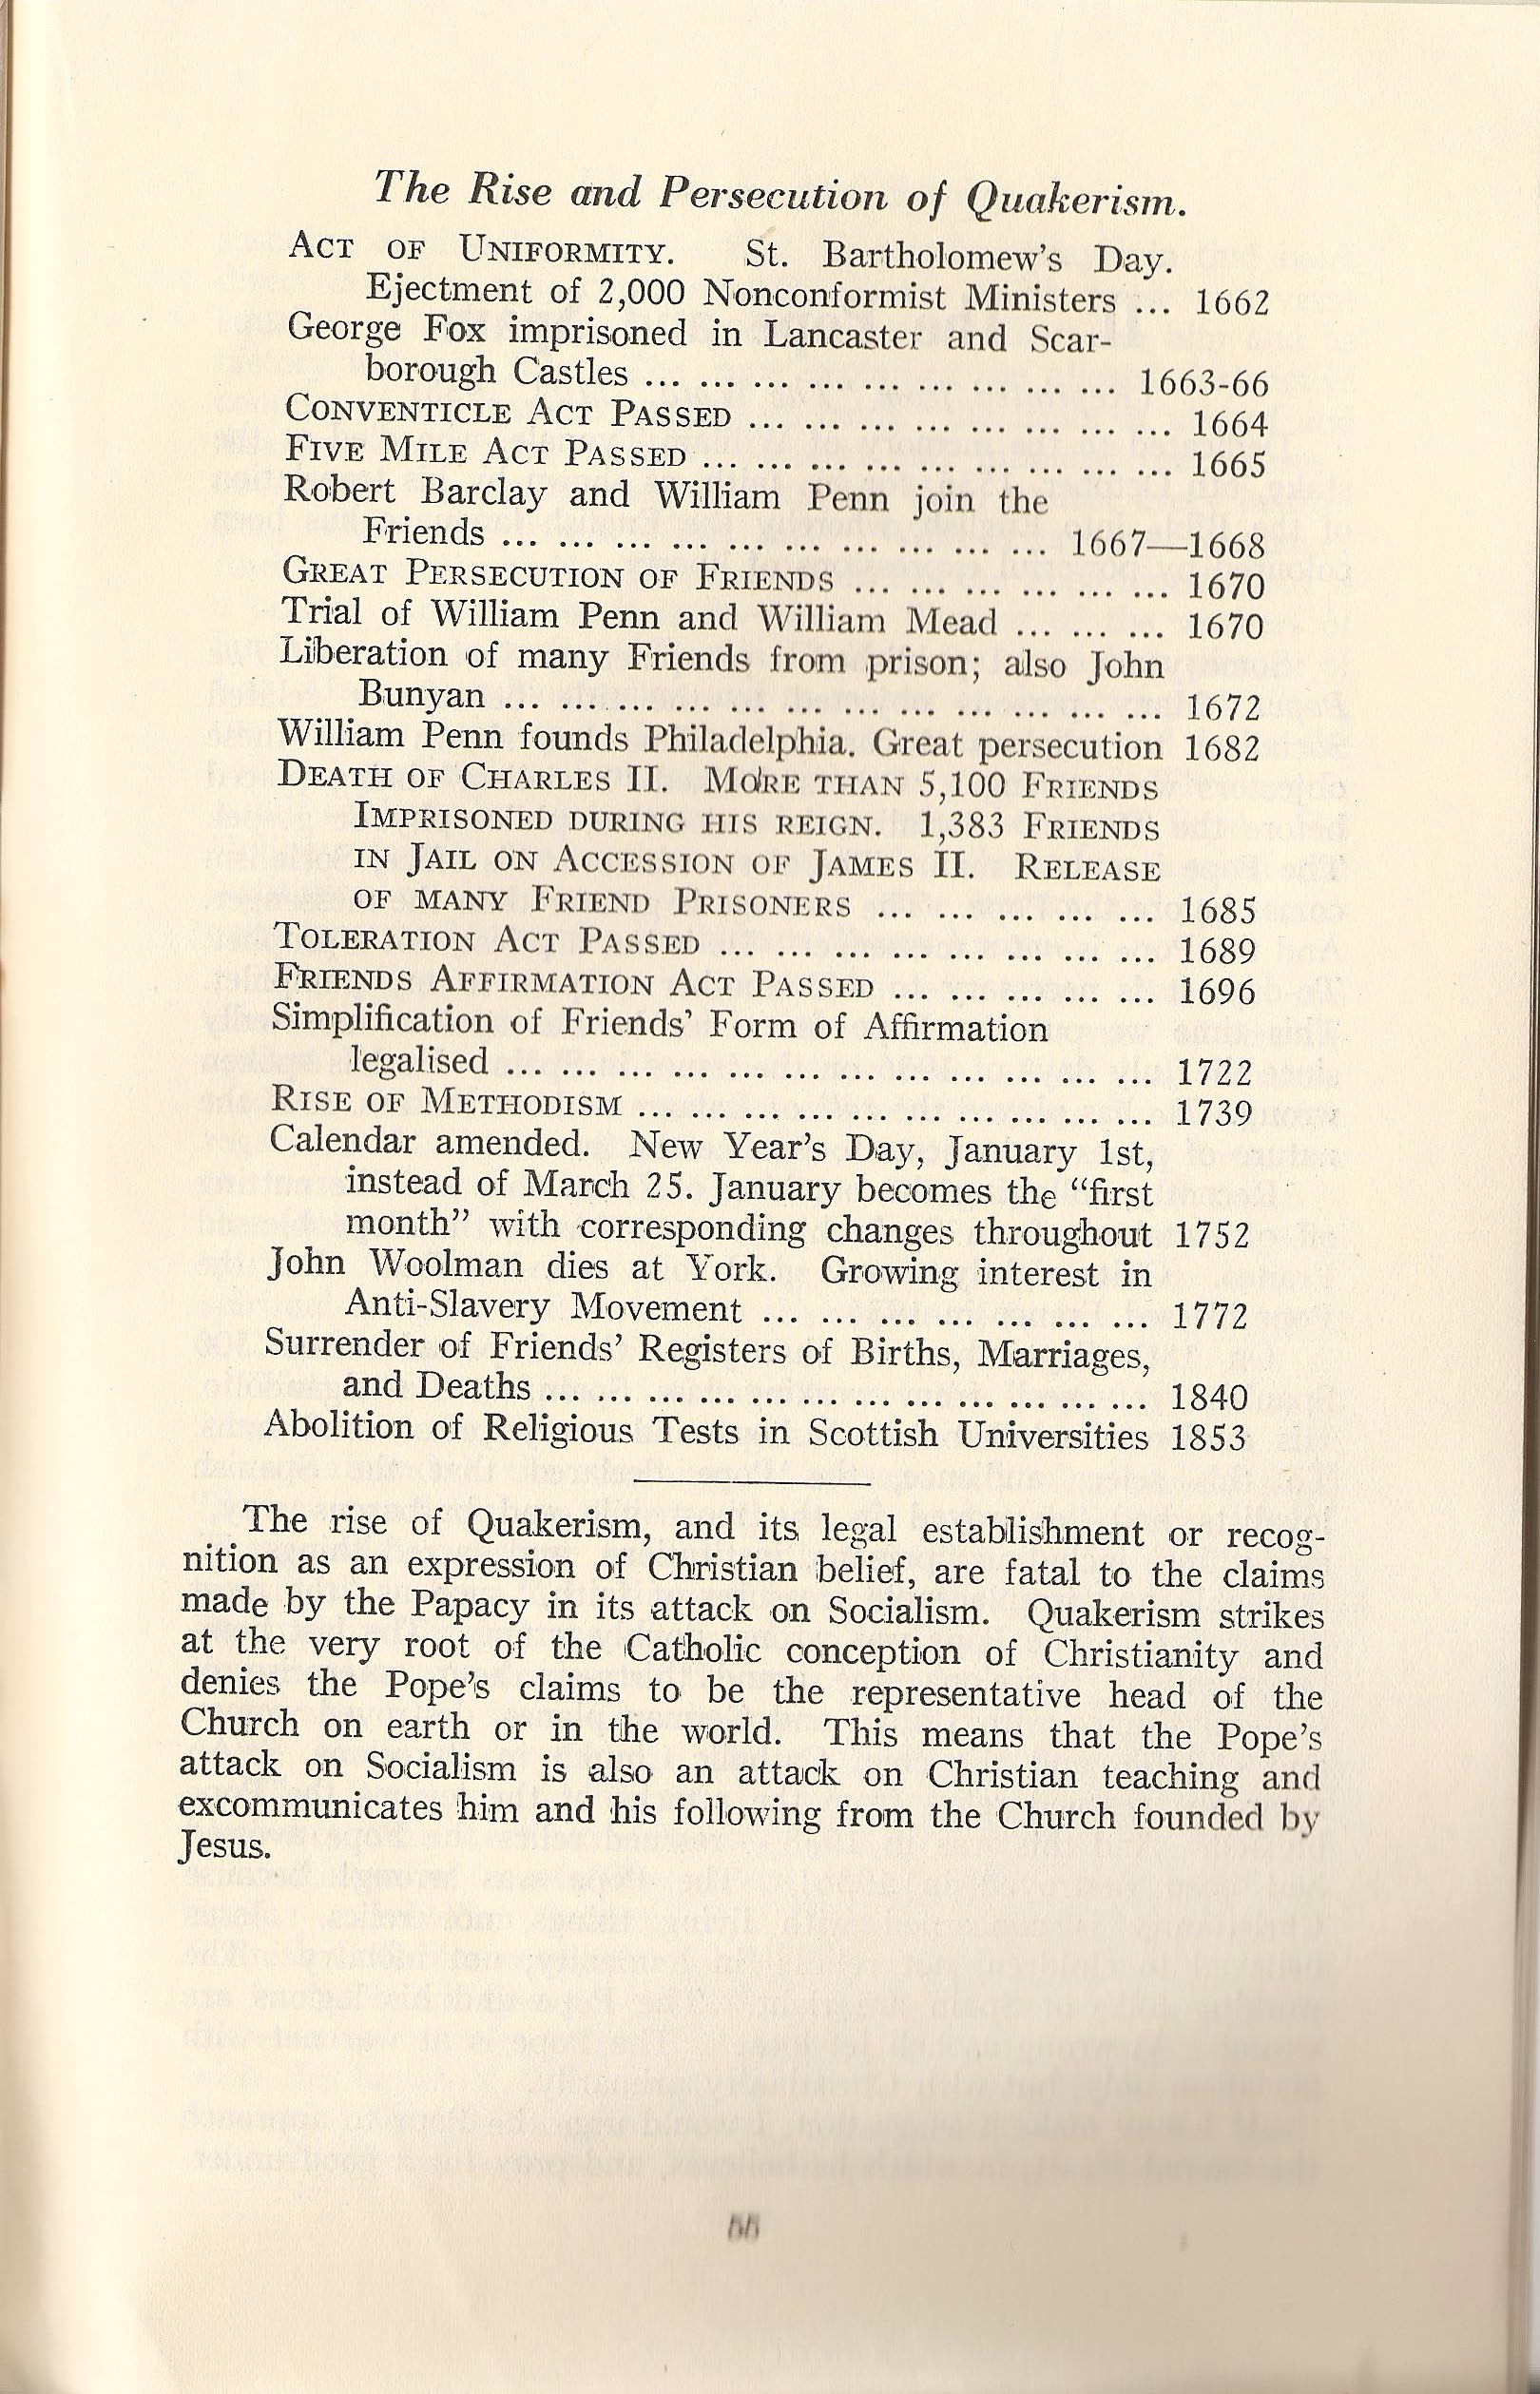 The Rise and Persecution of Quakerism.
ACT OF UNIFORMITY. St. Bartholomew's Day.
Ejectment of 2,000 Nonconformist Ministers ... 1662
George Fox imprisoned in Lancaster and Scar-
borough Castles ... ... ... ... ... ... ... ... ... 1663-66
CONVENTICLE ACT PASSED ... ... ... ... ... ... ... ... 1664
FIVE MILE ACT PASSED ... ... ... ... ... ... ... ... ... 1665
Robert Barclay and William Penn join the
Friends ... ... ... ... ... ... ... ... ... ... 1667—1668
GREAT PERSECUTION OF FRIENDS ... ... ... ... ... ... 1670
Trial of William Penn and William Mead ... ... ... 1670
Liberation of many Friends from prison; also John
Bunyan ... ... ... ... ... ... ... ... ... ... ... ... 1672
William Penn founds Philadelphia. Great persecution 1682
DEATH OF CHARLES II. MORE THAN 5,100 FRIENDS
IMPRISONED DURING HIS REIGN. 1,383 FRIENDS
IN JAIL ON ACCESSION OF JAMES II. RELEASE
OF MANY FRIEND PRISONERS ... ... ... ... ... 1685
TOLERATION ACT PASSED ... ... ... ... ... ... ... ... 1689
FRIENDS AFFIRMATION ACT PASSED ... ... ... ... ... 1696
Simplification of Friends' Form of Affirmation
legalised ... ... ... ... ... ... ... ... ... ... ... ... 1722
RISE OF METHODISM ... ... ... ... ... ... ... ... ... ... 1739
Calendar amended. New Year's Day, January 1st,
instead of March 25. January becomes the "first
month" with corresponding changes throughout 1752
John Woolman dies at York. Growing interest in
Anti-Slavery Movement ... ... ... ... ... ... ... 1772
Surrender of Friends' Registers of Births, Marriages,
and Deaths ... ... ... ... ... ... ... ... ... ... ... ... 1840
Abolition of Religious Tests in Scottish Universities 1853
The rise of Quakerism, and its legal establishment or recog-
nition as an expression of Christian belief, are fatal to the claims
made by the Papacy in its attack on Socialism. Quakerism strikes
at the very root of the Catholic conception of Christianity and
denies the Pope's claims to be the representative head of the
Church on earth or in the world. This means that the Pope's
attack on Socialism is also an attack on Christian teaching and
excommunicates him and his following from the Church founded by
Jesus.